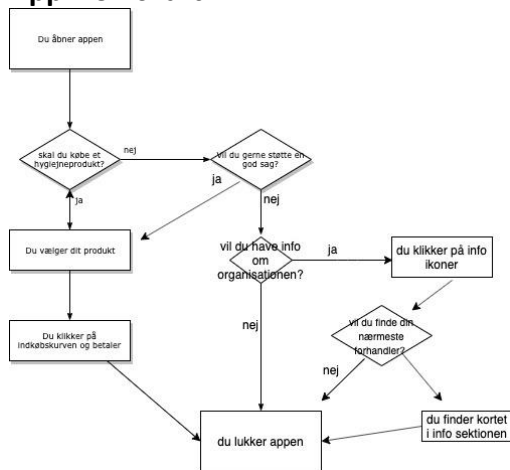 Du åbner appen
skal du købe et
hygiejneprodukt?
nej
Vil du gerne støtte en
god sag?
ja
ja
nej
Du vælger dit produkt
vil du have info
om
organisationen?
ja
du klikker på info
ikoner
Du klikker på
indkøbskurven og betaler
nej
vil du finde din
nærmeste
forhandler?
nej
du lukker appen
du finder kortet
i info sektionen